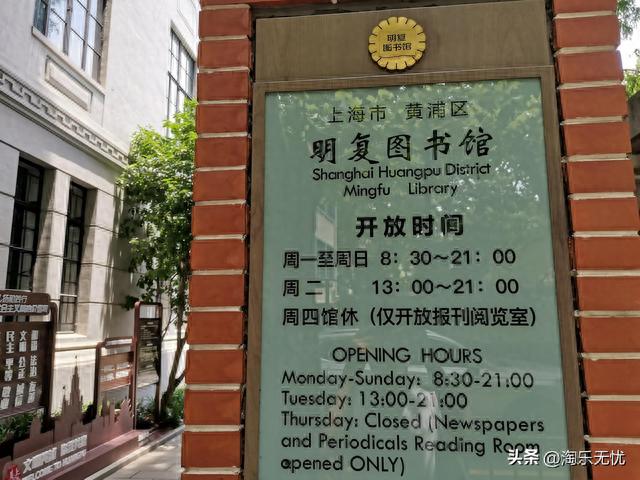 明复
图书馆
上海市 黄浦区
明复图书馆
Shanghai Huangpu District
Mingfu Library
开放时间
周一至周日 8：30～21：00
周二 13：00～21：00
周四馆休（仅开放报刊阅览室）
OPENING HOURS
Monday-Sunday: 8:30-21:00
Tuesday: 13:00-21:00
Thursday: Closed (Newspapers
and Periodicals Reading Room
opened ONLY)
头条 @淘乐无忧